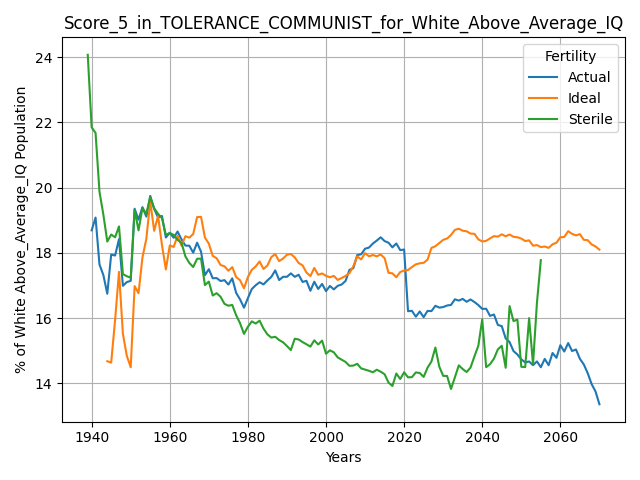 Score_5_in_TOLERANCE_COMMUNIST_for_White_Above_Average_IQ
Fertility
Actual
Ideal
Sterile
% of White Above_Average_IQ Population
24
22
20
18
16
14
1940
1960
1980
2000
2020
2040
2060
Years